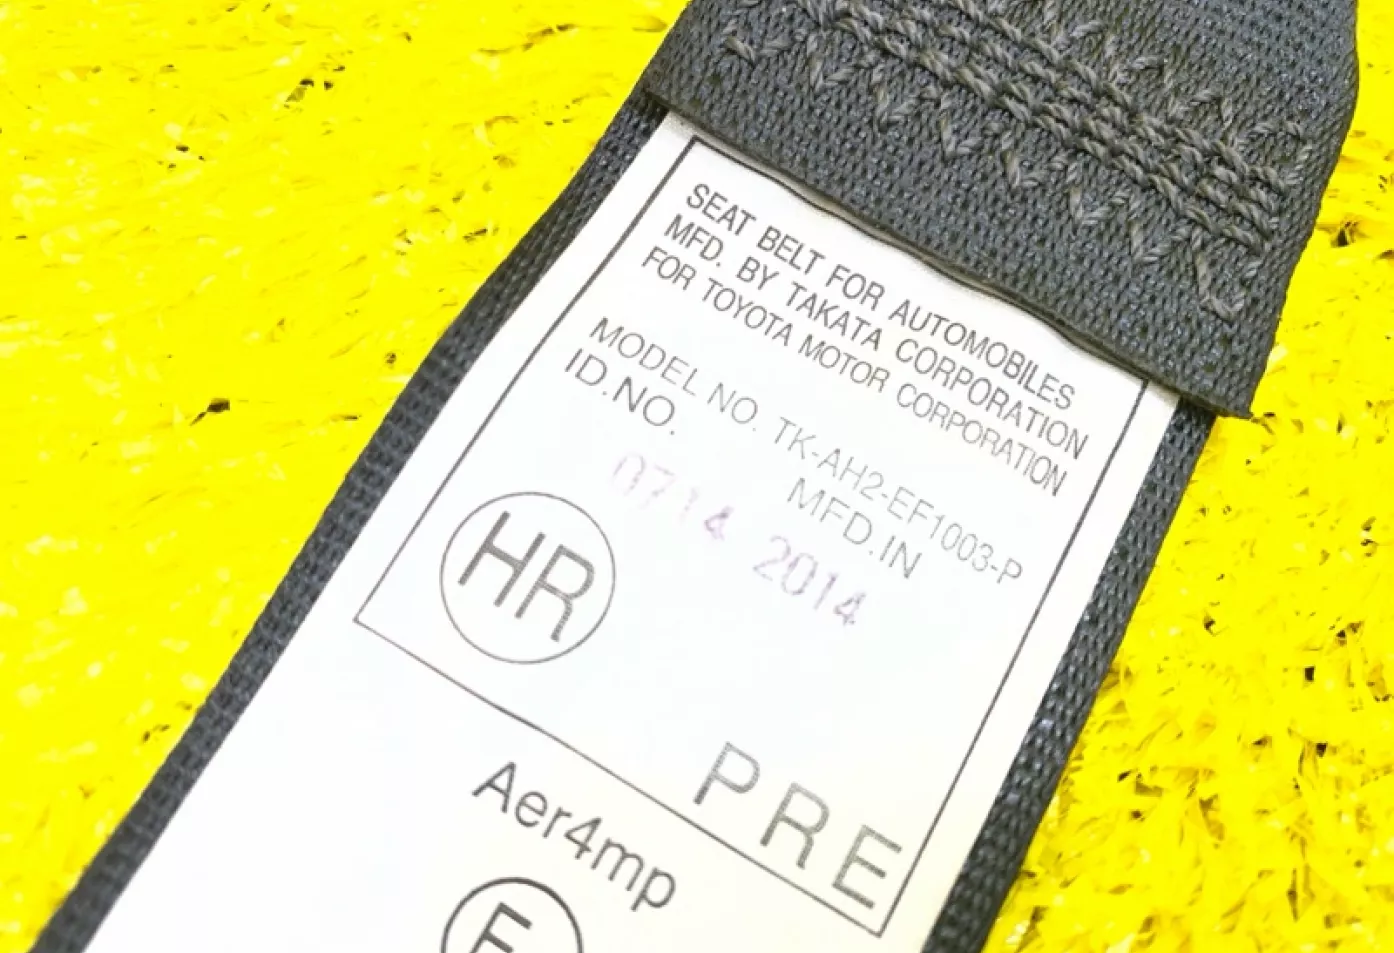 SEAT BELT FOR AUTOMOBILES
MFD. BY TAKATA CORPORATION
FOR TOYOTA MOTOR CORPORATION
MODEL NO. TK-AH2-EF1003-P
ID.NO. MFD.IN
0714 2014
HR
PRE
Aer4mp
E